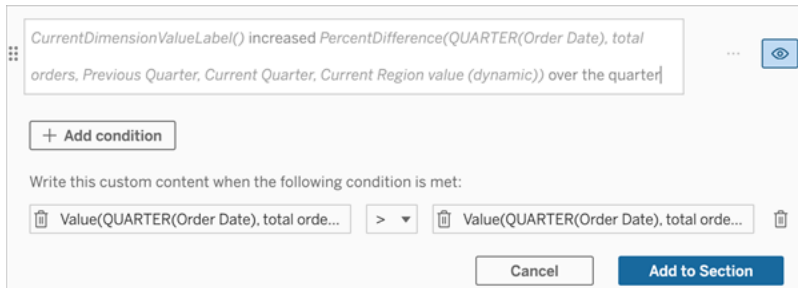 CurrentDimensionValueLabel() increased PercentDifference(QUARTER(Order Date), total
orders, Previous Quarter, Current Quarter, Current Region value (dynamic)) over the quarter
+ Add condition
Write this custom content when the following condition is met:
Value(QUARTER(Order Date), total orde... > Value(QUARTER(Order Date), total orde...
Cancel Add to Section